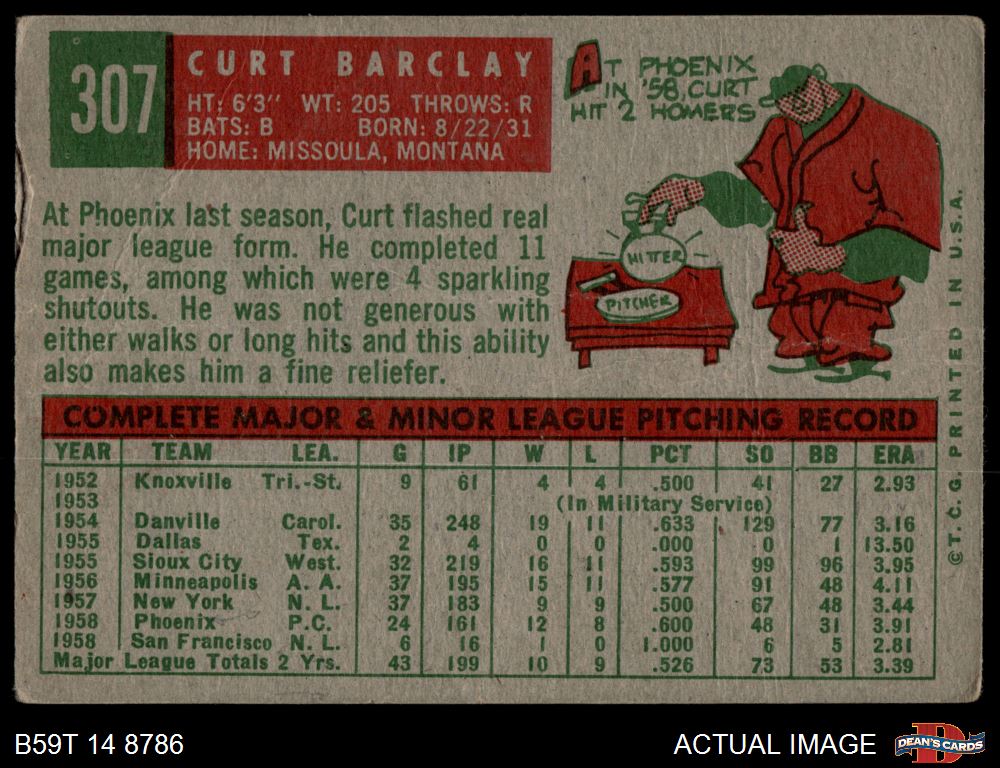 307
CURT BARCLAY
HT: 6'3" WT: 205 THROWS: R
BATS: B BORN: 8/22/31
HOME: MISSOULA, MONTANA
AT PHOENIX
IN '58, CURT
HIT 2 HOMERS
HITTER
PITCHER
At Phoenix last season, Curt flashed real
major league form. He completed 11
games, among which were 4 sparkling
shutouts. He was not generous with
either walks or long hits and this ability
also makes him a fine reliefer.
COMPLETE MAJOR & MINOR LEAGUE PITCHING RECORD
YEAR TEAM LEA. G IP W L PCT SO BB ERA
1952 Knoxville Tri.-St. 9 61 4 4 .500 41 27 2.93
1953 (In Military Service)
1954 Danville Carol. 35 248 19 11 .633 129 77 3.16
1955 Dallas Tex. 2 4 0 0 .000 0 1 13.50
1955 Sioux City West. 32 219 16 11 .593 99 96 3.95
1956 Minneapolis A. A. 37 195 15 11 .577 91 48 4.11
1957 New York N. L. 37 183 9 9 .500 67 48 3.44
1958 Phoenix P.C. 24 161 12 8 .600 48 31 3.91
1958 San Francisco N. L. 6 16 1 0 1.000 6 5 2.81
Major League Totals 2 Yrs. 43 199 10 9 .526 73 53 3.39
©T. C. G. PRINTED IN U.S.A.
B59T 14 8786
ACTUAL IMAGE
D
DEAN'S CARDS